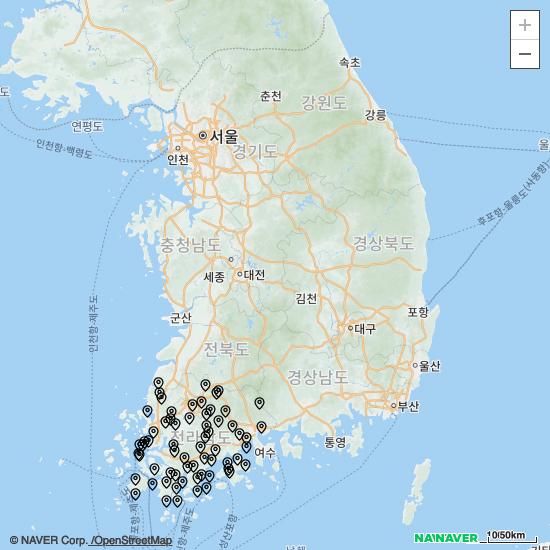 +
−
속초
춘천
강원도
강릉
도
연평도
서울
울
인천
경기도
인천항-백령도
후포항-울릉도(사동항)
충청남도
경상북도
세종
대전
김천
인천항-제주도
군산
포항
대구
전북도
울산
경상남도
부산
여수
통영
© NAVER Corp. /OpenStreetMap
NAVER
10/50km